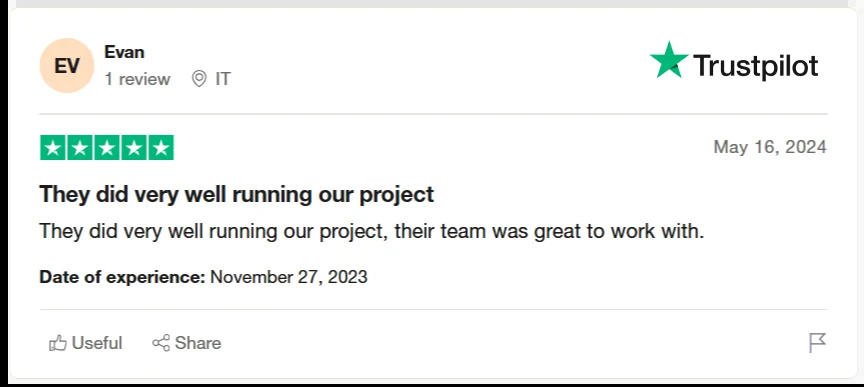 EV
Evan
1 review IT
Trustpilot
May 16, 2024
They did very well running our project
They did very well running our project, their team was great to work with.
Date of experience: November 27, 2023
Useful Share